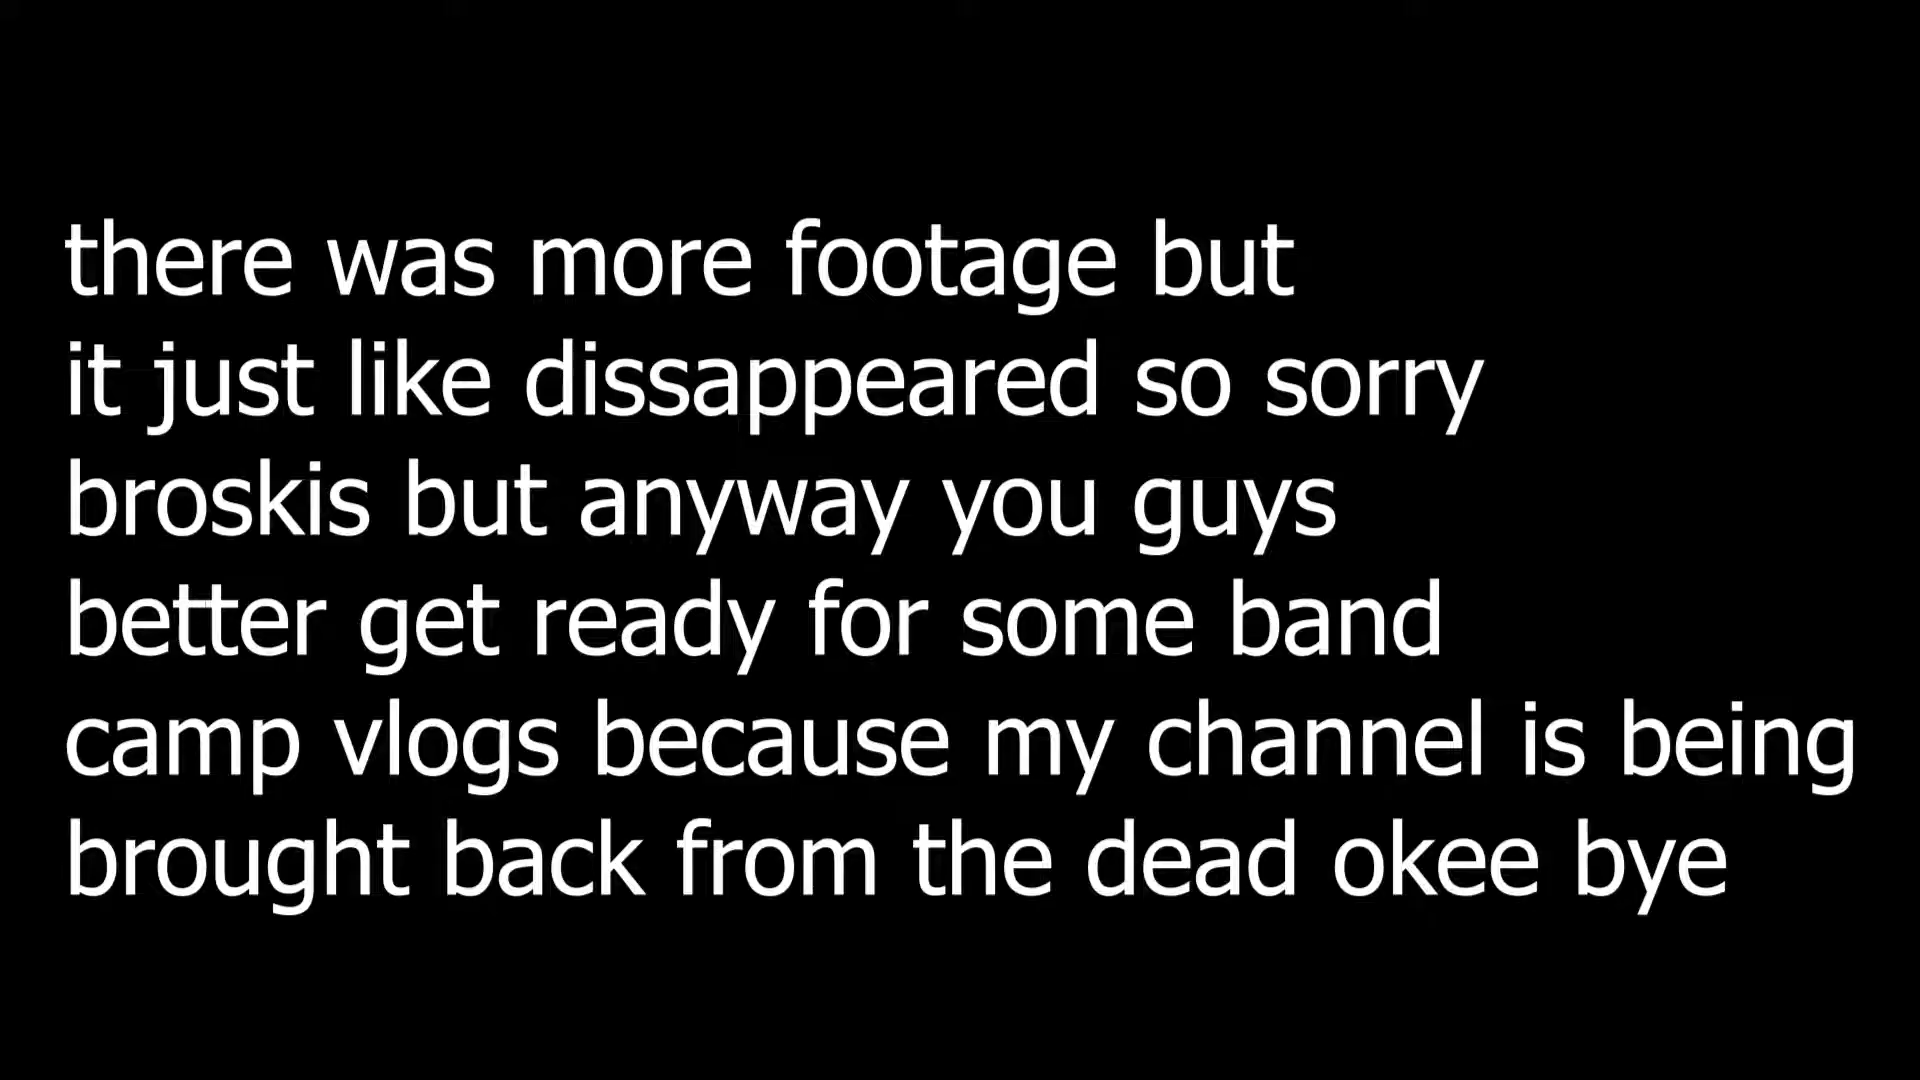 there was more footage but
it just like dissappeared so sorry
broskis but anyway you guys
better get ready for some band
camp vlogs because my channel is being
brought back from the dead okee bye